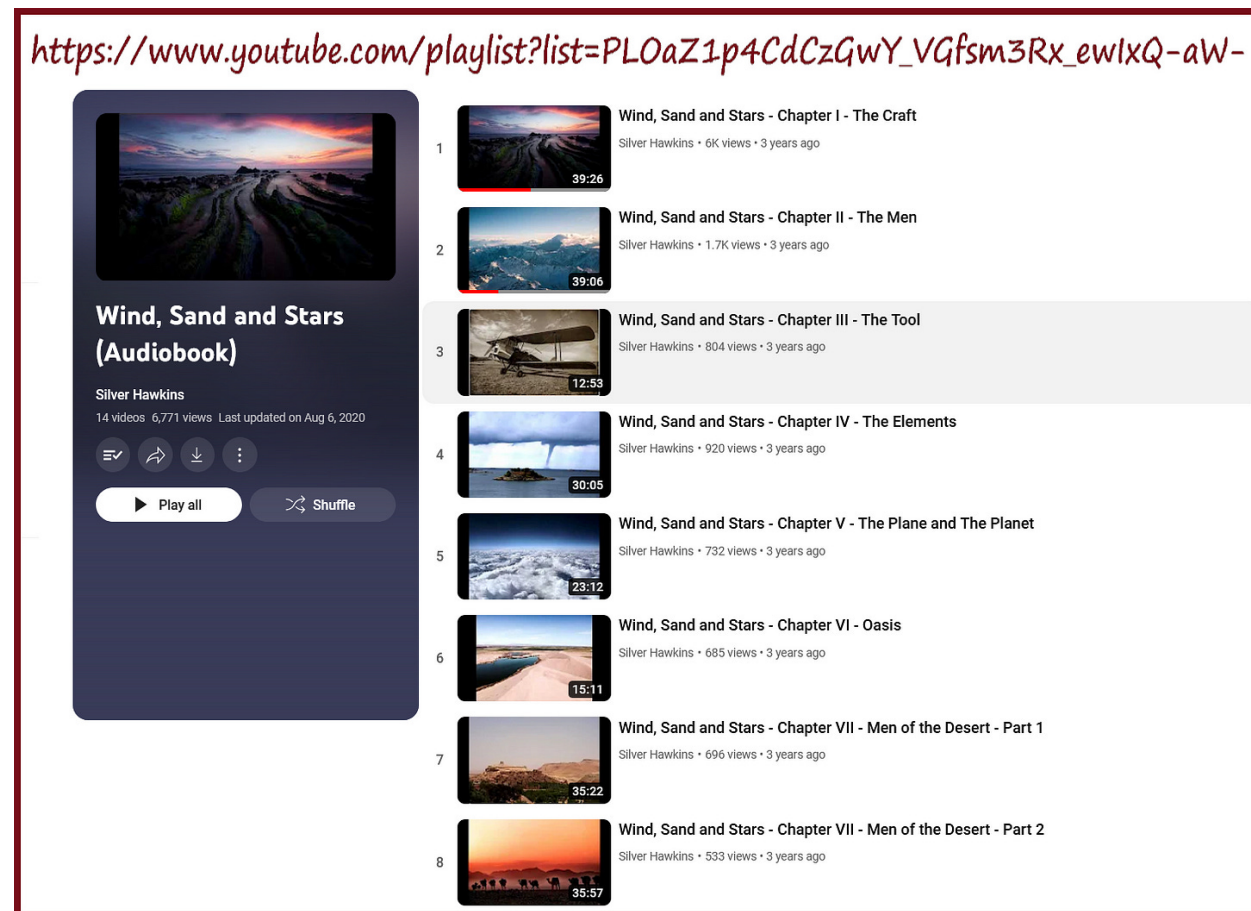 https://www.youtube.com/playlist?list=PLOaZ1p4CdCzGwY_VGfsm3Rx_ewIxQ-aW-
Wind, Sand and Stars
(Audiobook)
Silver Hawkins
14 videos 6,771 views Last updated on Aug 6, 2020
Play all
Shuffle
1
39:26
Wind, Sand and Stars - Chapter I - The Craft
Silver Hawkins • 6K views • 3 years ago
2
39:06
Wind, Sand and Stars - Chapter II - The Men
Silver Hawkins • 1.7K views • 3 years ago
3
12:53
Wind, Sand and Stars - Chapter III - The Tool
Silver Hawkins • 804 views • 3 years ago
4
30:05
Wind, Sand and Stars - Chapter IV - The Elements
Silver Hawkins • 920 views • 3 years ago
5
23:12
Wind, Sand and Stars - Chapter V - The Plane and The Planet
Silver Hawkins • 732 views • 3 years ago
6
15:11
Wind, Sand and Stars - Chapter VI - Oasis
Silver Hawkins • 685 views • 3 years ago
7
35:22
Wind, Sand and Stars - Chapter VII - Men of the Desert - Part 1
Silver Hawkins • 696 views • 3 years ago
8
35:57
Wind, Sand and Stars - Chapter VII - Men of the Desert - Part 2
Silver Hawkins • 533 views • 3 years ago